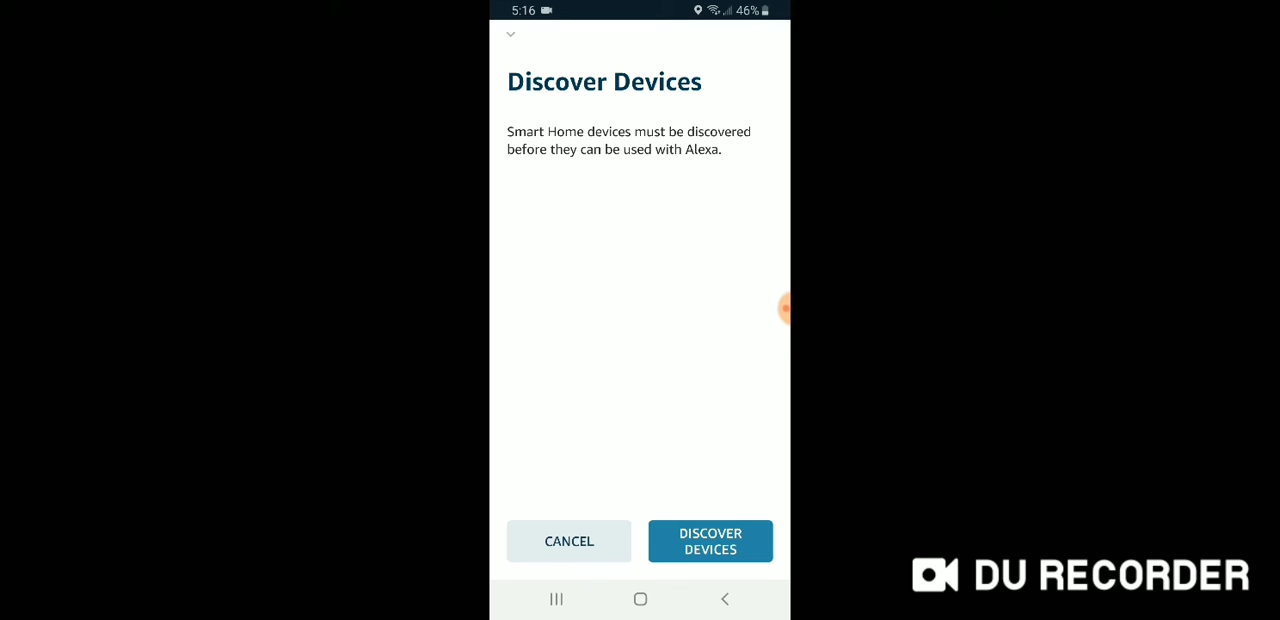 5:16
46%
Discover Devices
Smart Home devices must be discovered
before they can be used with Alexa.
CANCEL
DISCOVER
DEVICES
DU RECORDER